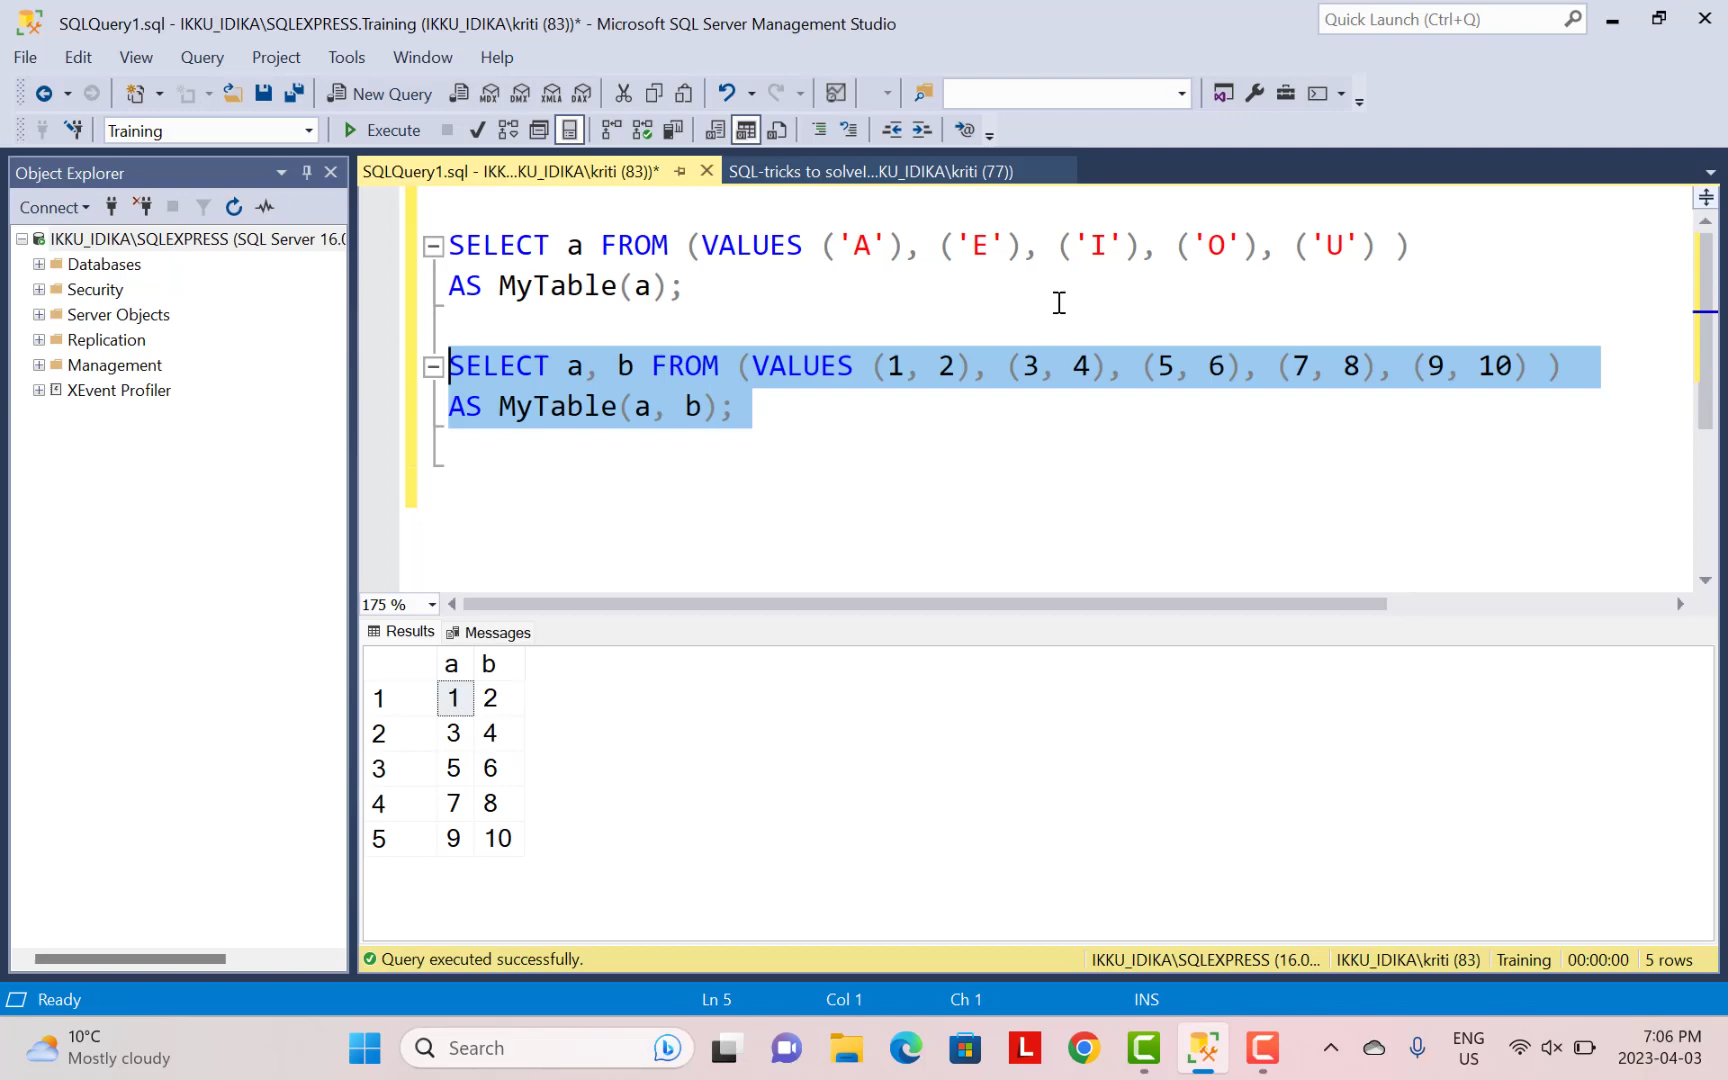 SQLQuery1.sql - IKKU_IDIKA\SQLEXPRESS.Training (IKKU_IDIKA\kriti (83))* - Microsoft SQL Server Management Studio
Quick Launch (Ctrl+Q)
File Edit View Query Project Tools Window Help
New Query MDX DMX XMLA DAX
Training Execute
Object Explorer
SQLQuery1.sql - IKK...KU_IDIKA\kriti (83))* SQL-tricks to solveI...KU_IDIKA\kriti (77))
Connect
IKKU_IDIKA\SQLEXPRESS (SQL Server 16.0
Databases
Security
Server Objects
Replication
Management
XEvent Profiler
SELECT a FROM (VALUES ('A'), ('E'), ('I'), ('O'), ('U') )
AS MyTable(a);
SELECT a, b FROM (VALUES (1, 2), (3, 4), (5, 6), (7, 8), (9, 10) )
AS MyTable(a, b);
175 %
Results Messages
a b
1 1 2
2 3 4
3 5 6
4 7 8
5 9 10
Query executed successfully. IKKU_IDIKA\SQLEXPRESS (16.0... IKKU_IDIKA\kriti (83) Training 00:00:00 5 rows
Ready Ln 5 Col 1 Ch 1 INS
10°C
Mostly cloudy
Search
L
ENG
US
7:06 PM
2023-04-03